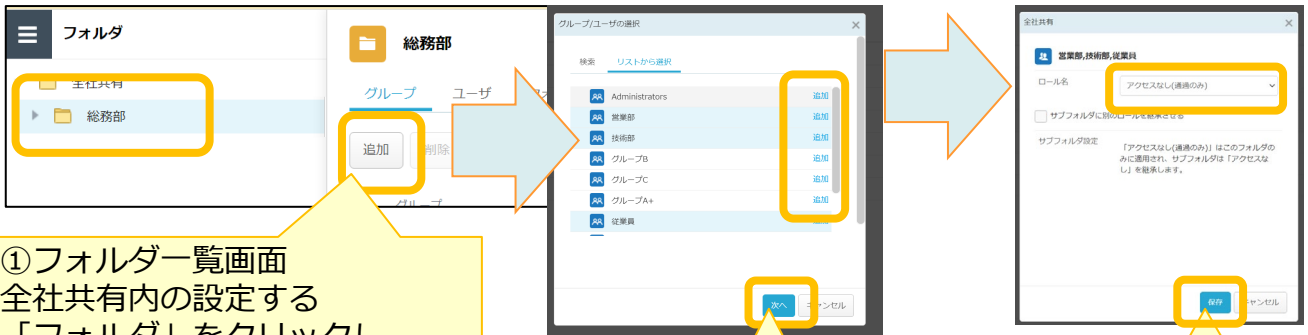 フォルダ
全社共有
総務部
総務部
グループ
ユーザ
追加
削除
グループ
①フォルダ一覧画面
全社共有内の設定する
「フォルダ」をクリックし
グループ/ユーザの選択
×
検索
リストから選択
Administrators
追加
営業部
追加
技術部
追加
グループB
追加
グループC
追加
グループA+
追加
従業員
次へ
キャンセル
全社共有
×
営業部,技術部,従業員
ロール名
アクセスなし(通過のみ)
サブフォルダに別のロールを継承させる
サブフォルダ設定
「アクセスなし(通過のみ)」はこのフォルダの
みに適用され、サブフォルダは「アクセスな
し」を継承します。
保存
キャンセル